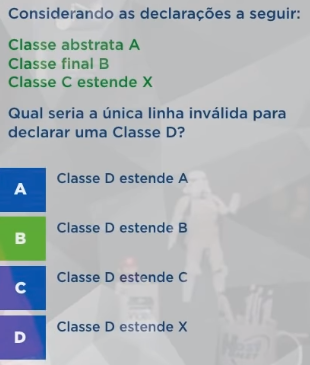 Considerando as declarações a seguir:
Classe abstrata A
Classe final B
Classe C estende X
Qual seria a única linha inválida para
declarar uma Classe D?
A Classe D estende A
B Classe D estende B
C Classe D estende C
D Classe D estende X